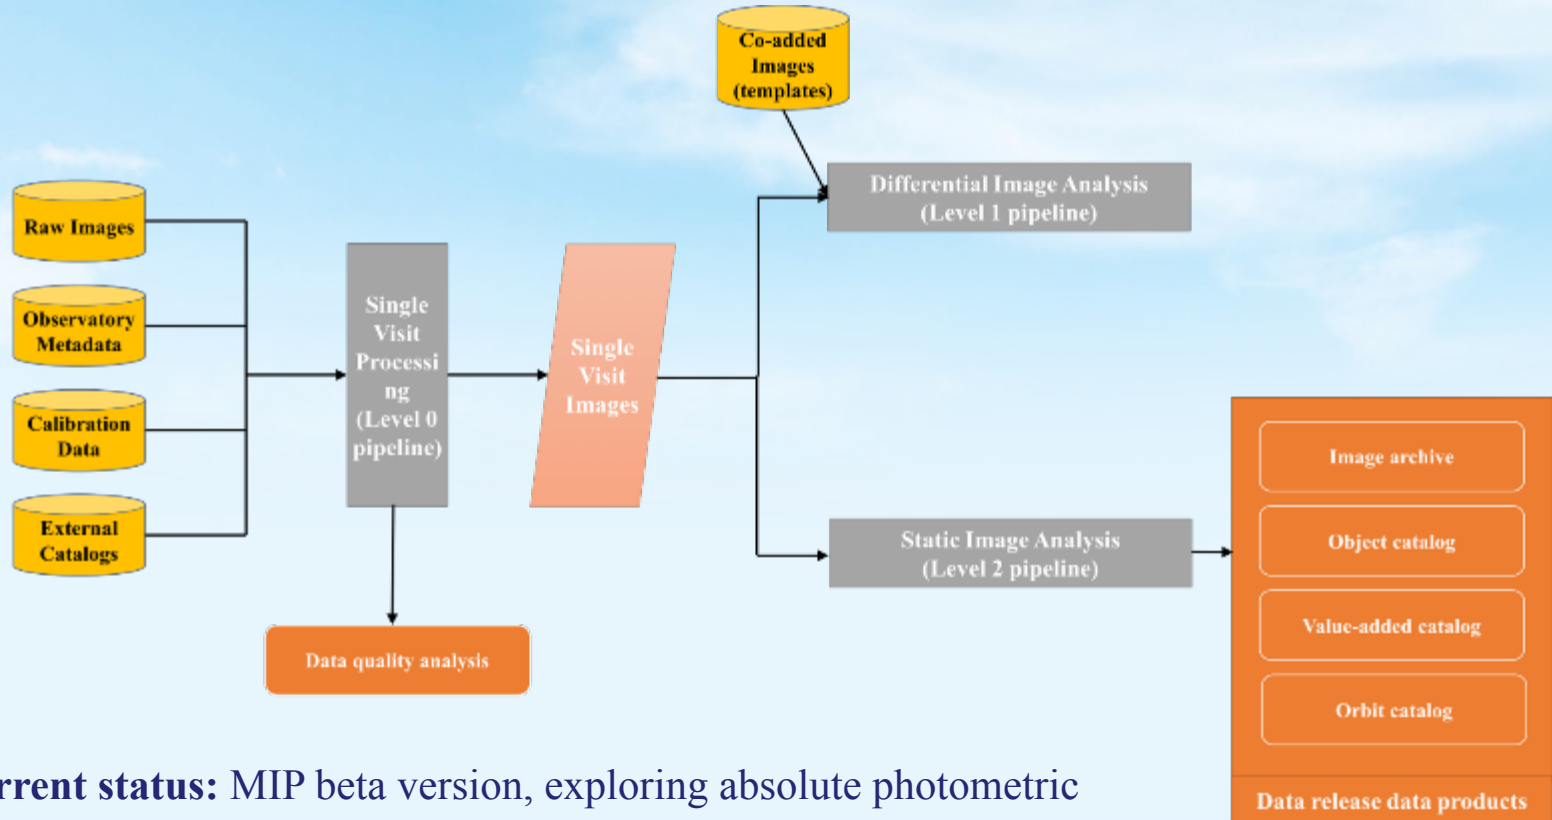 Co-added
Images
(templates)
Differential Image Analysis
(Level 1 pipeline)
Raw Images
Observatory
Metadata
Calibration
Data
External
Catalogs
Single
Visit
Processi
ng
(Level 0
pipeline)
Single
Visit
Images
Static Image Analysis
(Level 2 pipeline)
Data quality analysis
Image archive
Object catalog
Value-added catalog
Orbit catalog
Data release data products
rrent status: MIP beta version, exploring absolute photometric